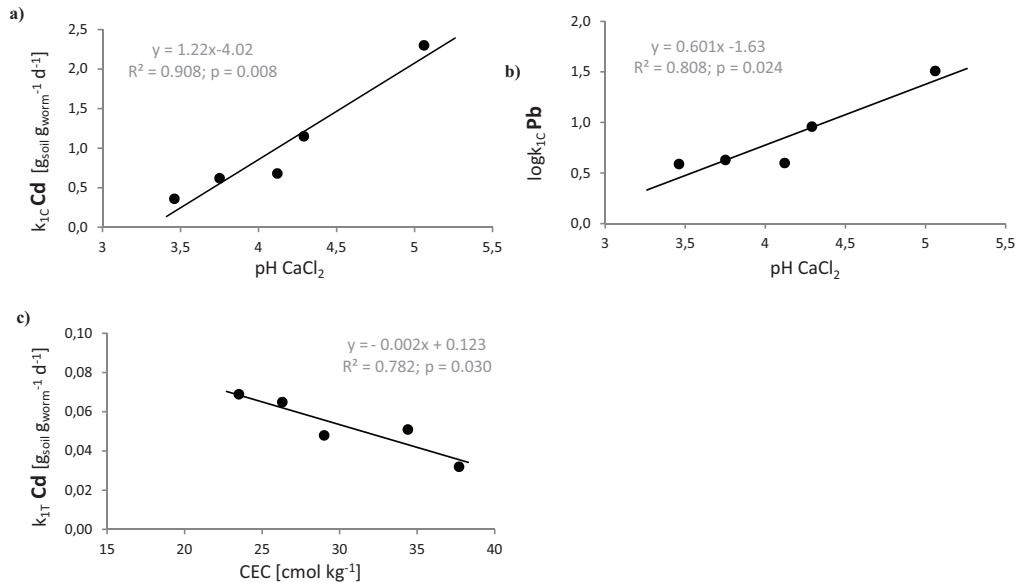 a)
2,5
2,0
1,5
1,0
0,5
0,0
k₁C Cd [gsoil gworm⁻¹ d⁻¹]
y = 1.22x-4.02
R² = 0.908; p = 0.008
3 3,5 4 4,5 5 5,5
pH CaCl₂
b)
2,0
1,5
1,0
0,5
0,0
logk₁C Pb
y = 0.601x -1.63
R² = 0.808; p = 0.024
3 3,5 4 4,5 5 5,5
pH CaCl₂
c)
0,10
0,08
0,06
0,04
0,02
0,00
k₁T Cd [gsoil gworm⁻¹ d⁻¹]
y = - 0.002x + 0.123
R² = 0.782; p = 0.030
15 20 25 30 35 40
CEC [cmol kg⁻¹]